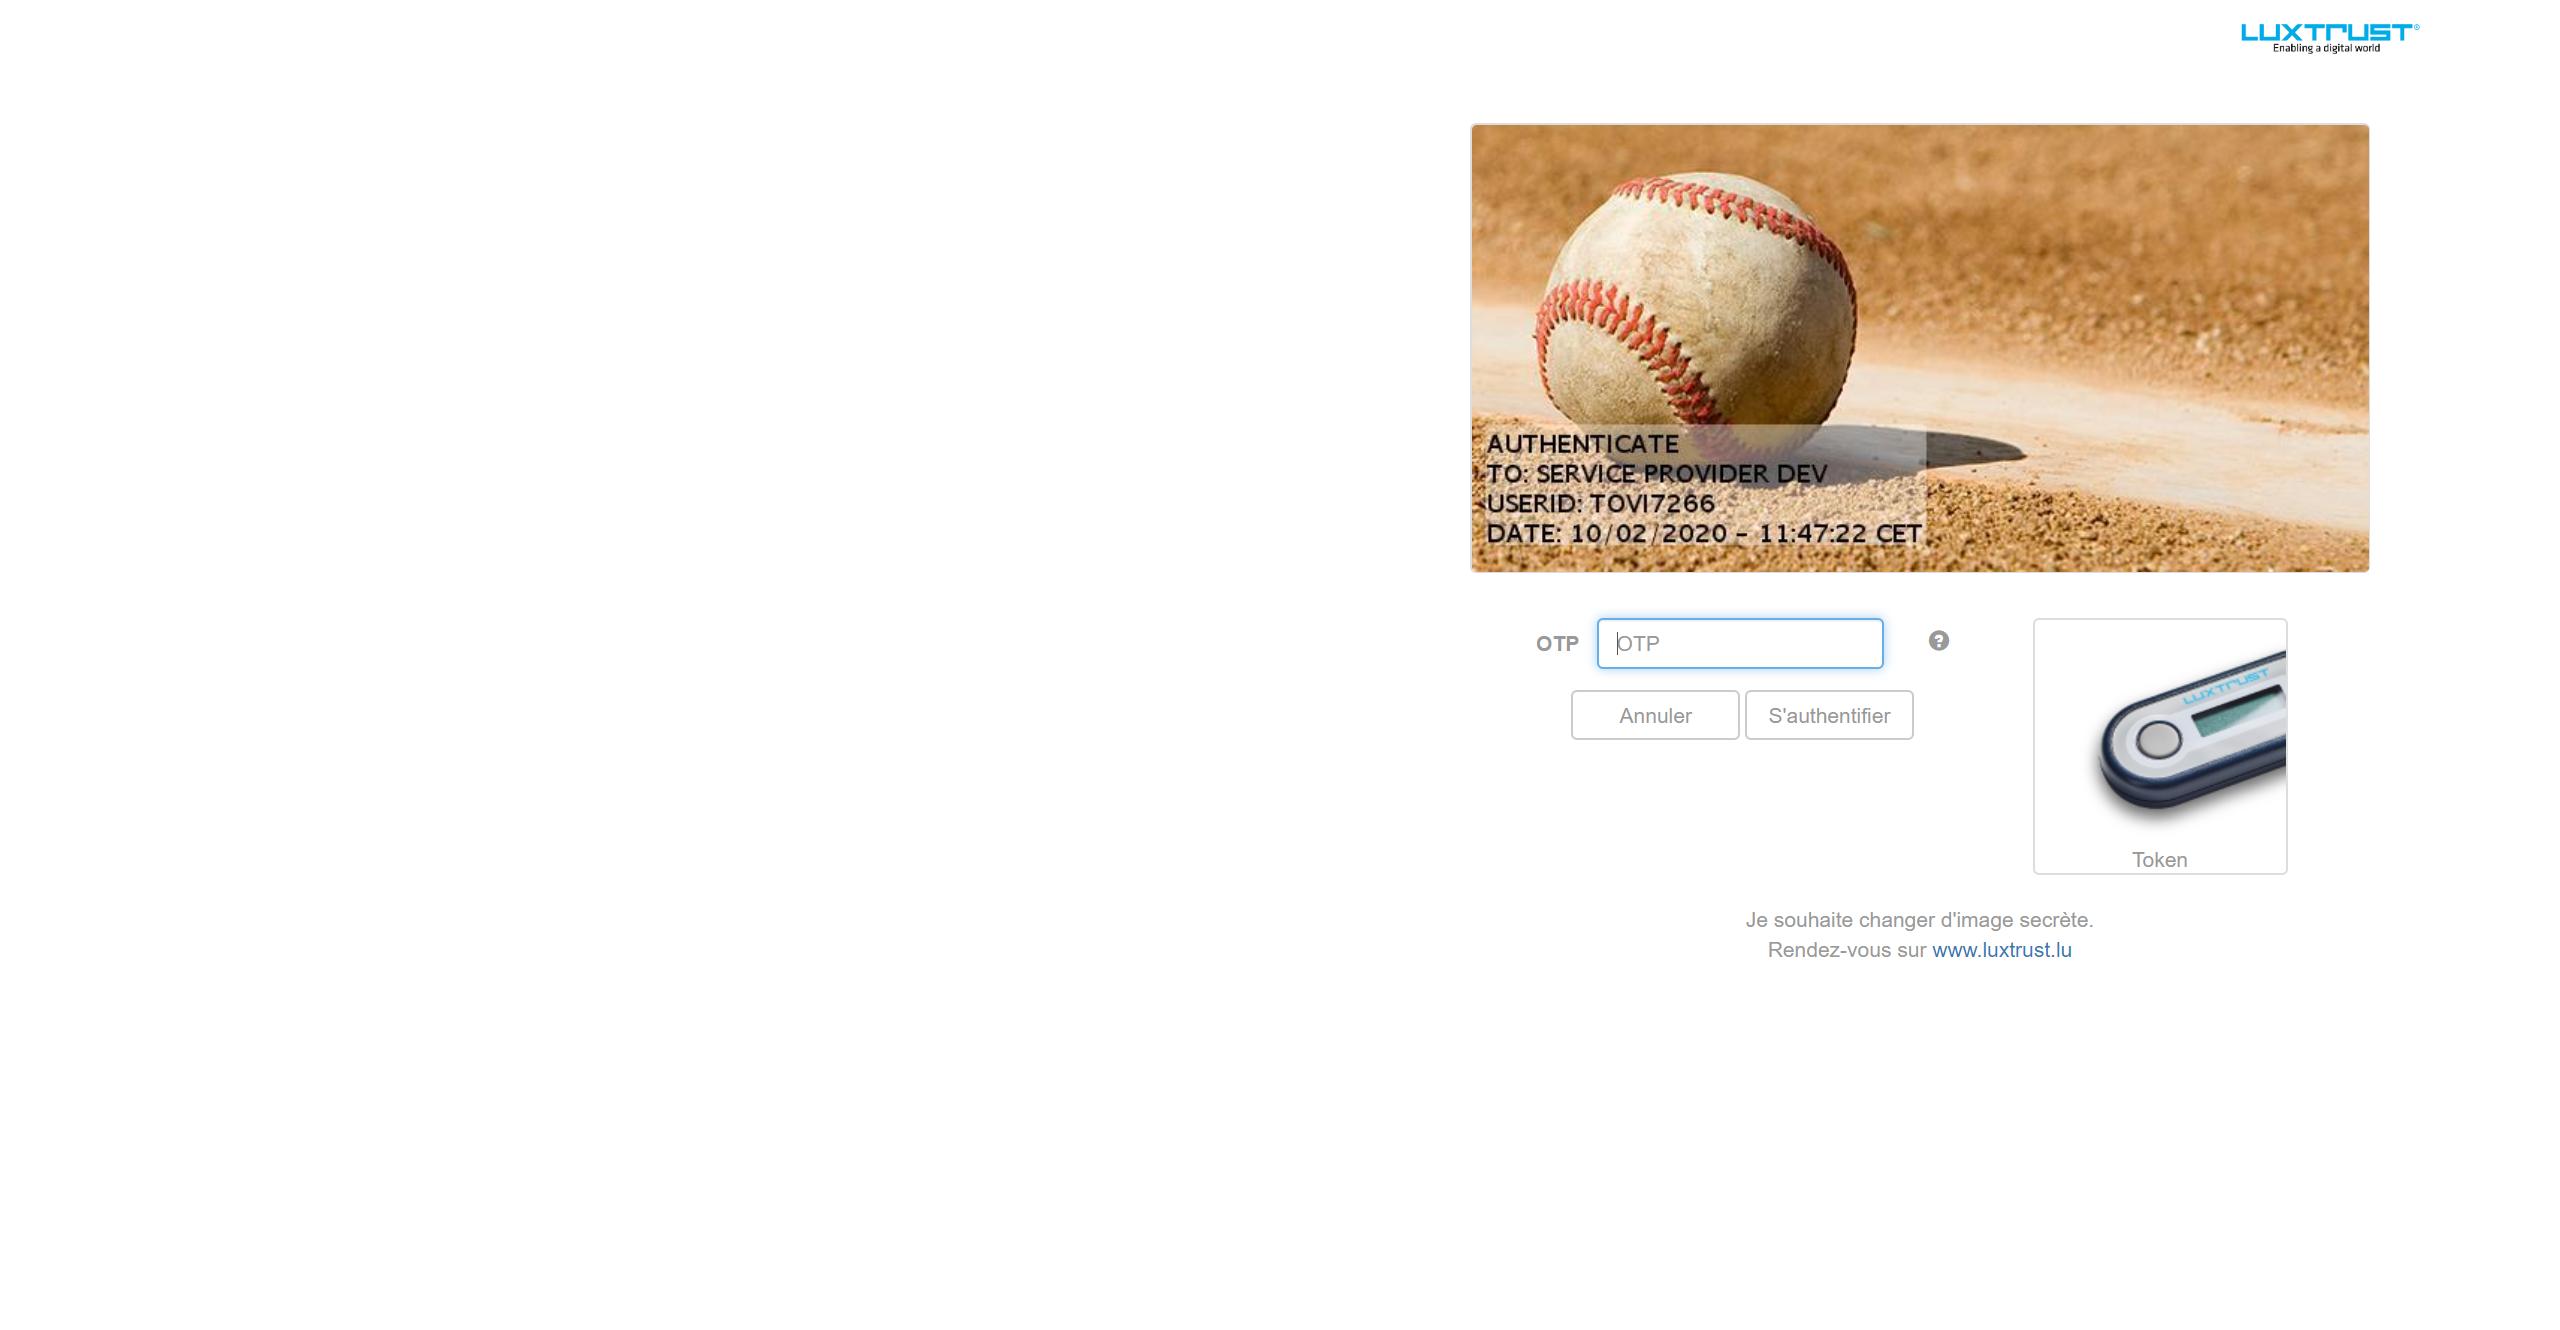 LUXTRUST®
Enabling a digital world
AUTHENTICATE
TO: SERVICE PROVIDER DEV
USERID: TOVI7266
DATE: 10/02/2020 - 11:47:22 CET
OTP
OTP
?
Annuler
S'authentifier
LUXTRUST
Token
Je souhaite changer d'image secrète.
Rendez-vous sur www.luxtrust.lu